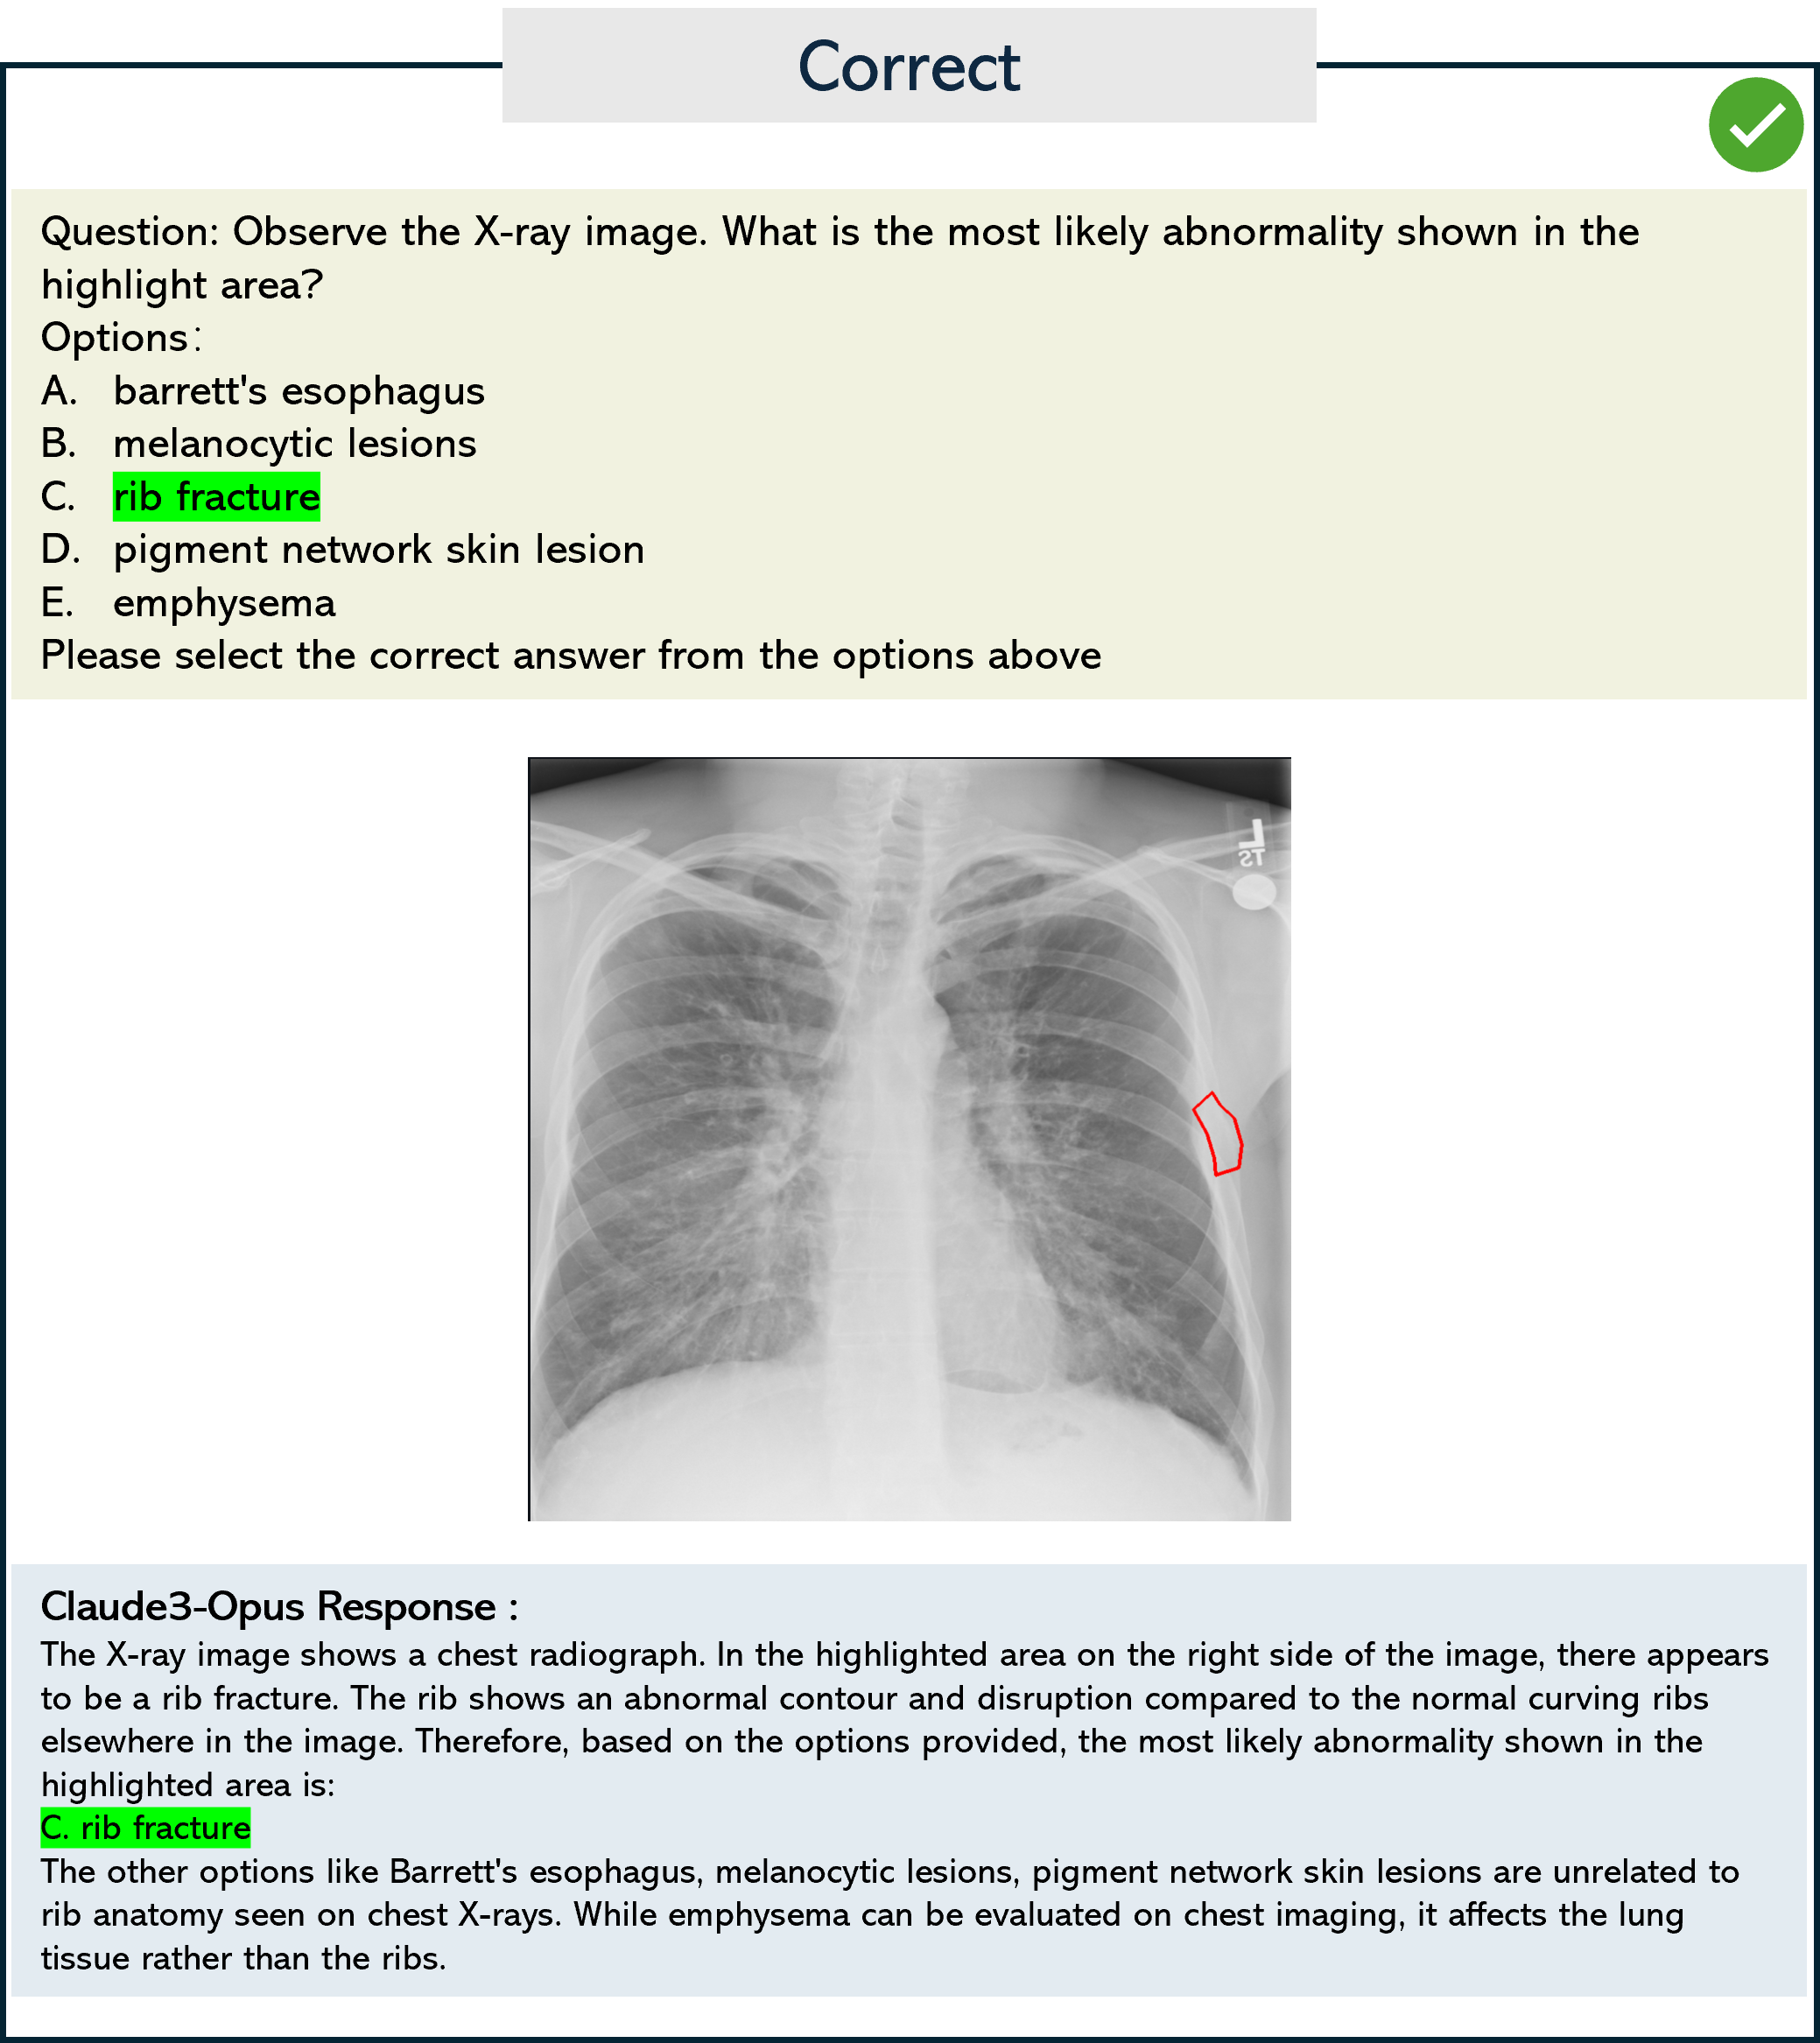 Correct
Question: Observe the X-ray image. What is the most likely abnormality shown in the
highlight area?
Options:
A. barrett's esophagus
B. melanocytic lesions
C. rib fracture
D. pigment network skin lesion
E. emphysema
Please select the correct answer from the options above
L
TS
Claude3-Opus Response :
The X-ray image shows a chest radiograph. In the highlighted area on the right side of the image, there appears
to be a rib fracture. The rib shows an abnormal contour and disruption compared to the normal curving ribs
elsewhere in the image. Therefore, based on the options provided, the most likely abnormality shown in the
highlighted area is:
C. rib fracture
The other options like Barrett's esophagus, melanocytic lesions, pigment network skin lesions are unrelated to
rib anatomy seen on chest X-rays. While emphysema can be evaluated on chest imaging, it affects the lung
tissue rather than the ribs.